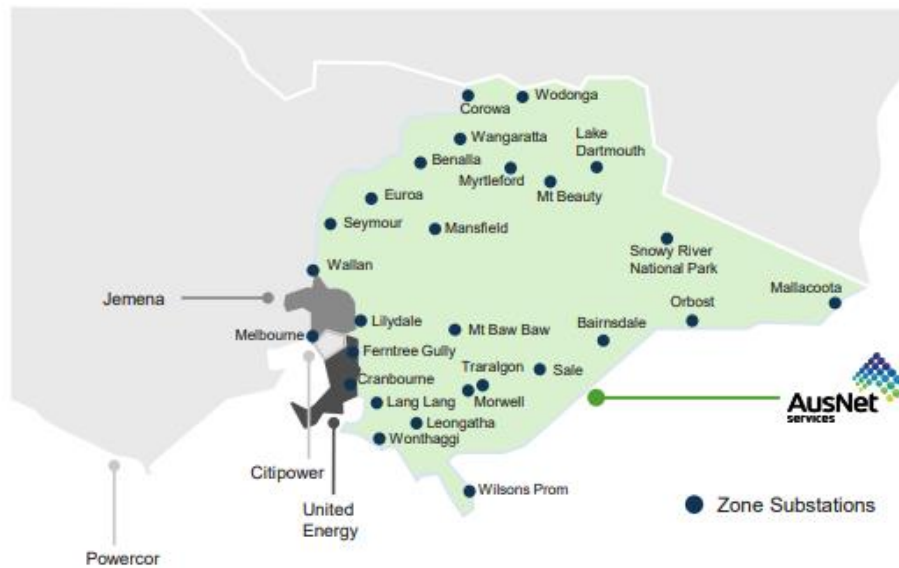 Corowa
Wodonga
Wangaratta
Lake
Dartmouth
Benalla
Myrtleford
Mt Beauty
Euroa
Seymour
Mansfield
Snowy River
National Park
Wallan
Mallacoota
Jemena
Orbost
Lilydale
Mt Baw Baw
Bairnsdale
Melbourne
Ferntree Gully
Traralgon
Sale
Cranbourne
Morwell
Lang Lang
AusNet
services
Leongatha
Wonthaggi
Citipower
Wilsons Prom
Zone Substations
United
Energy
Powercor